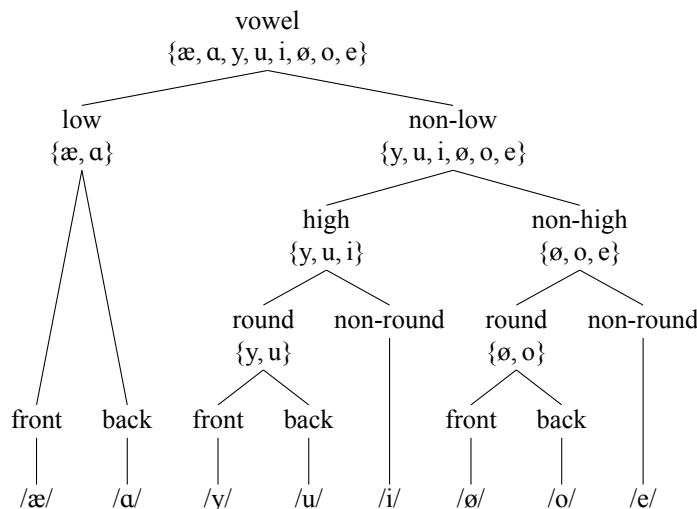 vowel
{æ, ɑ, y, u, i, ø, o, e}
low non-low
{æ, ɑ} {y, u, i, ø, o, e}
high non-high
{y, u, i} {ø, o, e}
round non-round round non-round
{y, u} {ø, o}
front back front back front back
/æ/ /ɑ/ /y/ /u/ /i/ /ø/ /o/ /e/